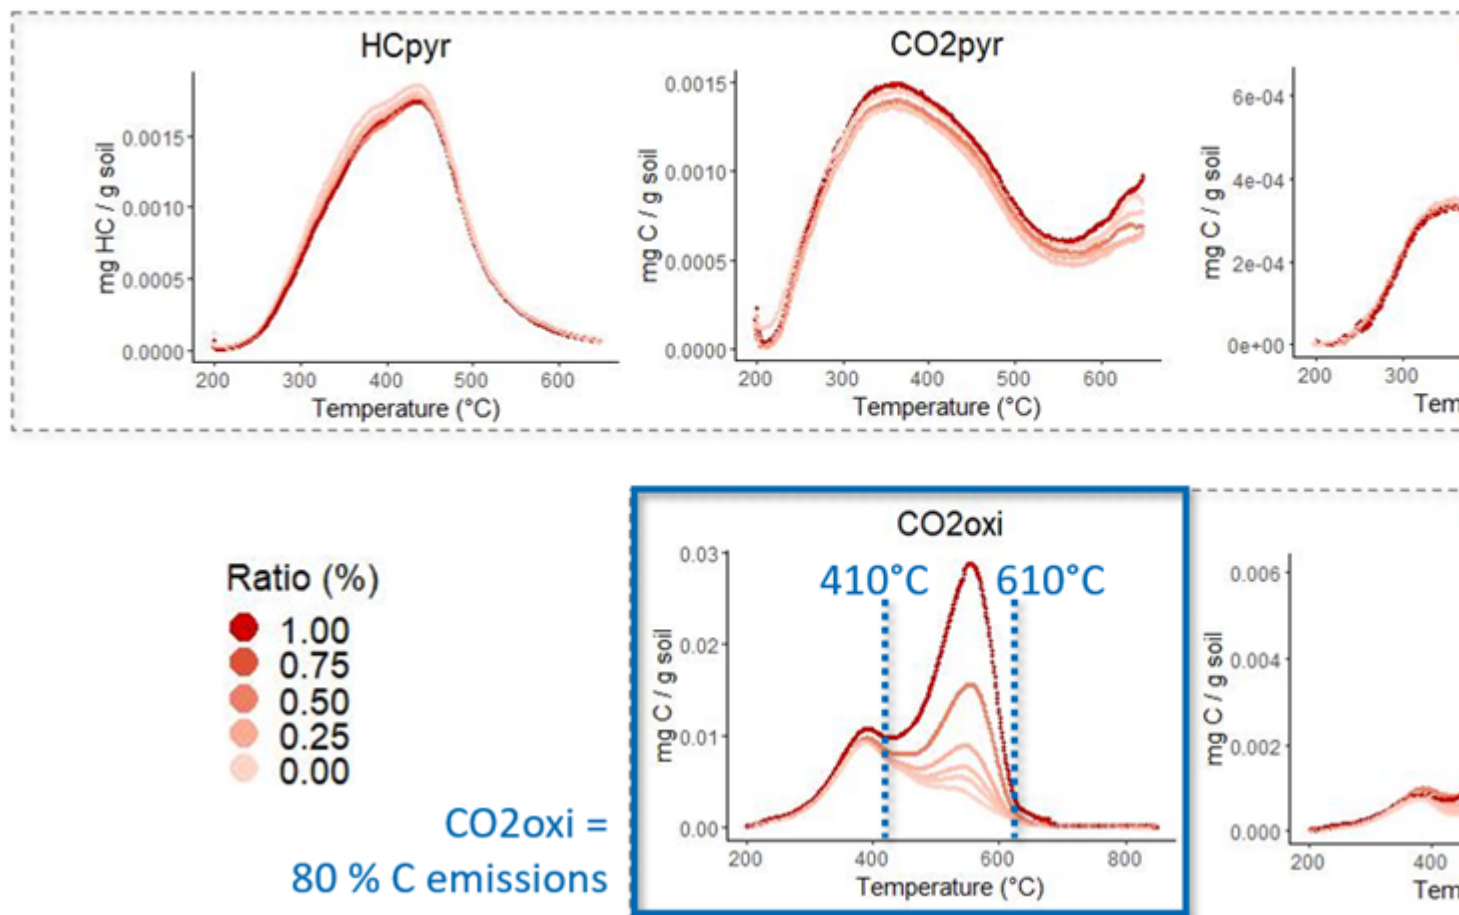 HCpyr
mg HC / g soil
0.0015
0.0010
0.0005
0.0000
200 300 400 500 600
Temperature (°C)
CO2pyr
mg C / g soil
0.0015
0.0010
0.0005
0.0000
200 300 400 500 600
Temperature (°C)
mg C / g soil
6e-04
4e-04
2e-04
0e+00
200 300
Tem
Ratio (%)
1.00
0.75
0.50
0.25
0.00
CO2oxi =
80 % C emissions
CO2oxi
410°C 610°C
mg C / g soil
0.03
0.02
0.01
0.00
200 400 600 800
Temperature (°C)
mg C / g soil
0.006
0.004
0.002
0.000
200 400
Tem